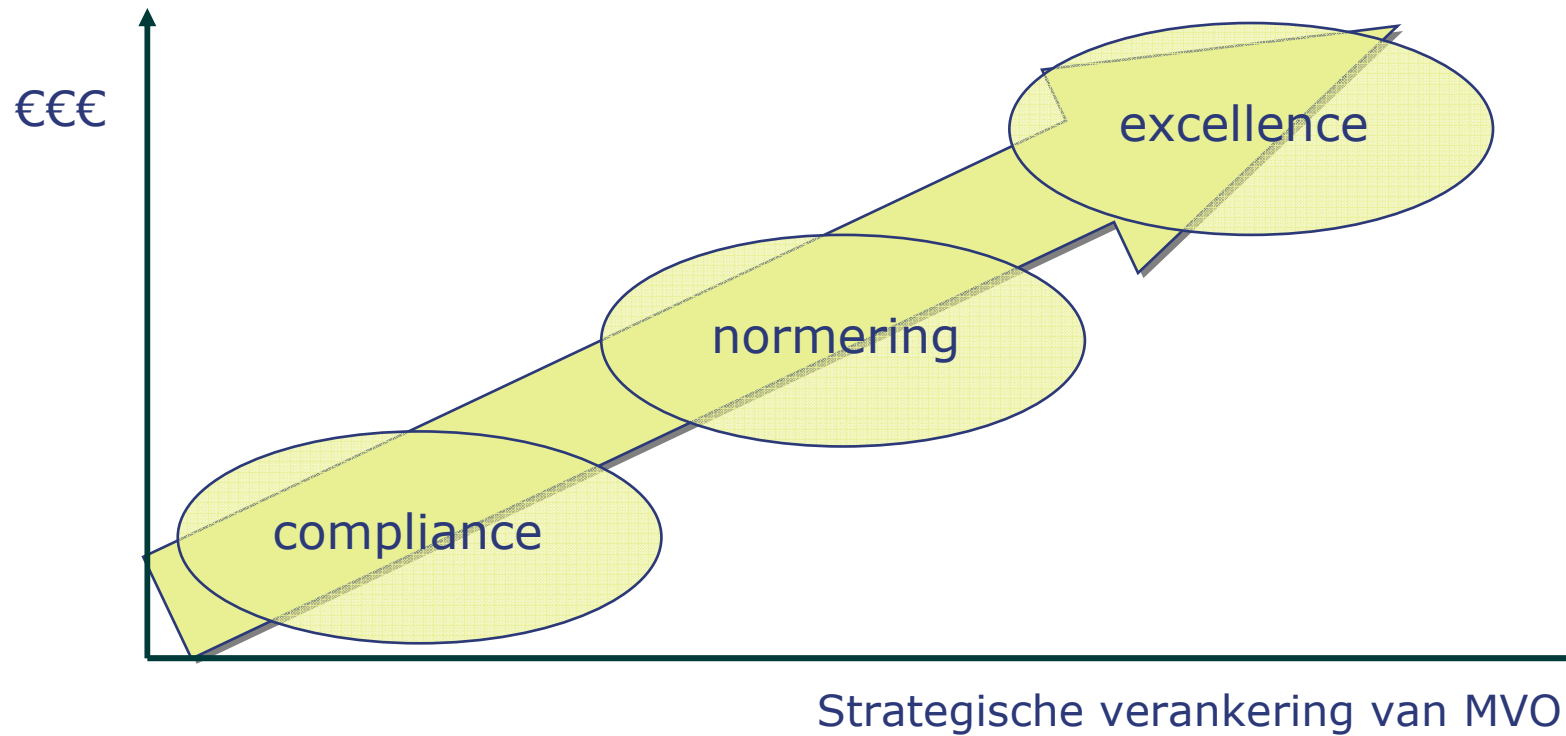 €€€
excellence
normering
compliance
Strategische verankering van MVO